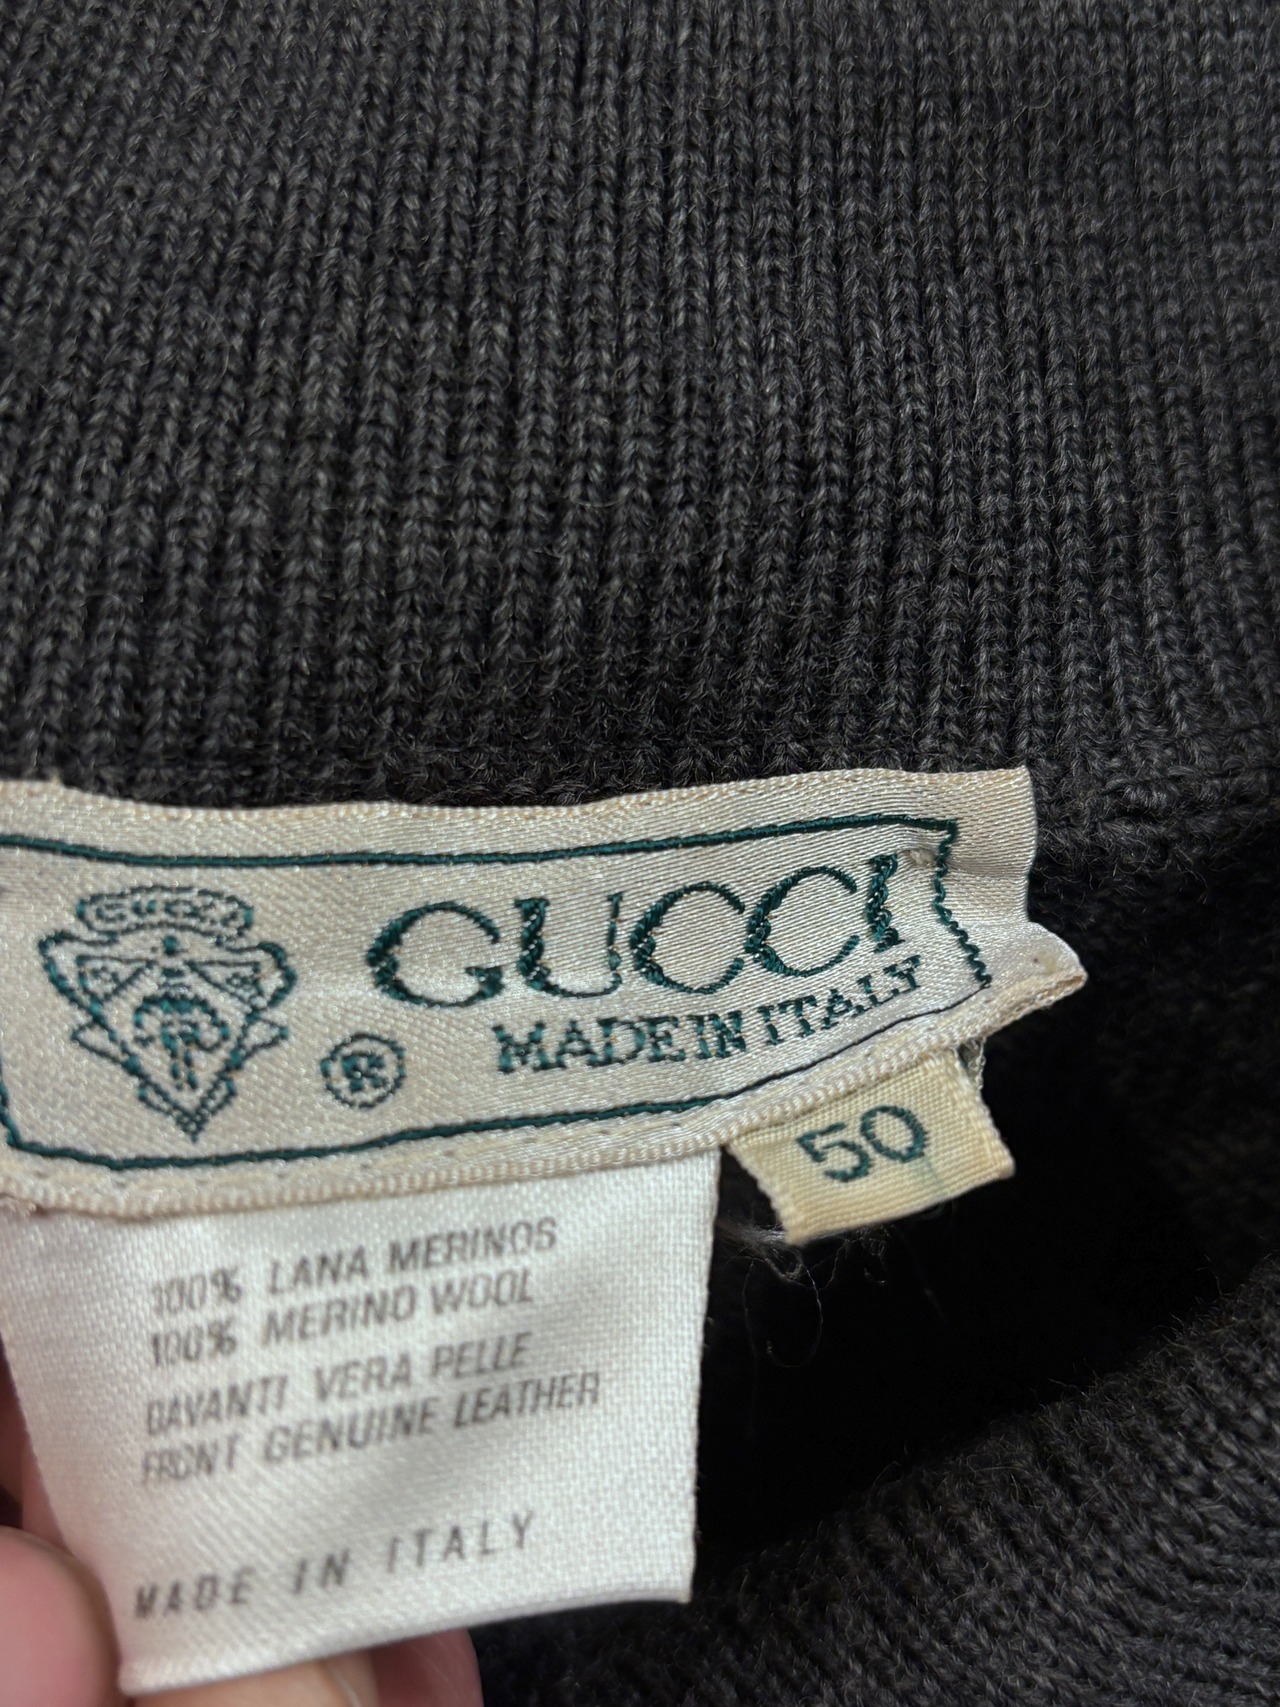 GUCCI
GUCCI
MADE IN ITALY
®
50
100% LANA MERINOS
100% MERINO WOOL
DAVANTI VERA PELLE
FRONT GENUINE LEATHER
MADE IN ITALY